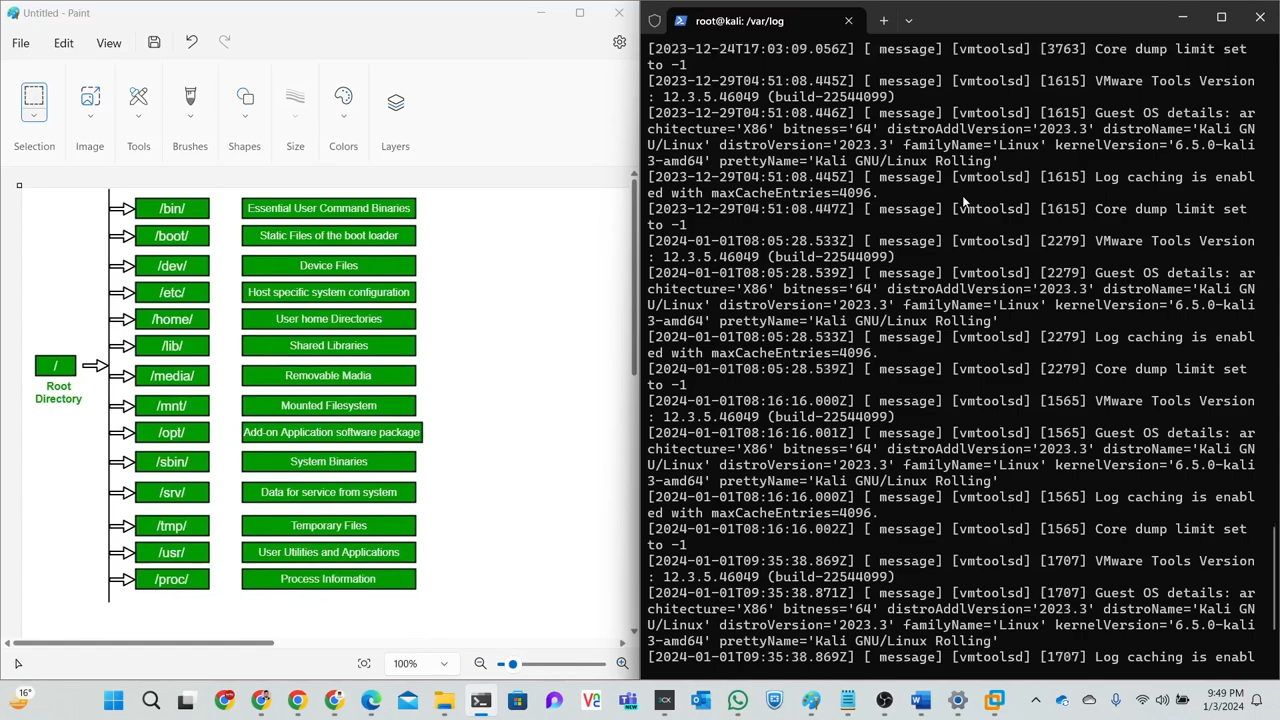 Untitled - Paint
File Edit View
Selection Image Tools Brushes Shapes Size Colors Layers
/bin/ Essential User Command Binaries
/boot/ Static Files of the boot loader
/dev/ Device Files
/etc/ Host specific system configuration
/home/ User home Directories
/lib/ Shared Libraries
/
Root
Directory
/media/ Removable Madia
/mnt/ Mounted Filesystem
/opt/ Add-on Application software package
/sbin/ System Binaries
/srv/ Data for service from system
/tmp/ Temporary Files
/usr/ User Utilities and Applications
/proc/ Process Information
100%
root@kali: /var/log
[2023-12-24T17:03:09.056Z] [ message] [vmtoolsd] [3763] Core dump limit set
to -1
[2023-12-29T04:51:08.445Z] [ message] [vmtoolsd] [1615] VMware Tools Version
: 12.3.5.46049 (build-22544099)
[2023-12-29T04:51:08.446Z] [ message] [vmtoolsd] [1615] Guest OS details: ar
chitecture='X86' bitness='64' distroAddlVersion='2023.3' distroName='Kali GN
U/Linux' distroVersion='2023.3' familyName='Linux' kernelVersion='6.5.0-kali
3-amd64' prettyName='Kali GNU/Linux Rolling'
[2023-12-29T04:51:08.445Z] [ message] [vmtoolsd] [1615] Log caching is enabl
ed with maxCacheEntries=4096.
[2023-12-29T04:51:08.447Z] [ message] [vmtoolsd] [1615] Core dump limit set
to -1
[2024-01-01T08:05:28.533Z] [ message] [vmtoolsd] [2279] VMware Tools Version
: 12.3.5.46049 (build-22544099)
[2024-01-01T08:05:28.539Z] [ message] [vmtoolsd] [2279] Guest OS details: ar
chitecture='X86' bitness='64' distroAddlVersion='2023.3' distroName='Kali GN
U/Linux' distroVersion='2023.3' familyName='Linux' kernelVersion='6.5.0-kali
3-amd64' prettyName='Kali GNU/Linux Rolling'
[2024-01-01T08:05:28.533Z] [ message] [vmtoolsd] [2279] Log caching is enabl
ed with maxCacheEntries=4096.
[2024-01-01T08:05:28.539Z] [ message] [vmtoolsd] [2279] Core dump limit set
to -1
[2024-01-01T08:16:16.000Z] [ message] [vmtoolsd] [1565] VMware Tools Version
: 12.3.5.46049 (build-22544099)
[2024-01-01T08:16:16.001Z] [ message] [vmtoolsd] [1565] Guest OS details: ar
chitecture='X86' bitness='64' distroAddlVersion='2023.3' distroName='Kali GN
U/Linux' distroVersion='2023.3' familyName='Linux' kernelVersion='6.5.0-kali
3-amd64' prettyName='Kali GNU/Linux Rolling'
[2024-01-01T08:16:16.000Z] [ message] [vmtoolsd] [1565] Log caching is enabl
ed with maxCacheEntries=4096.
[2024-01-01T08:16:16.002Z] [ message] [vmtoolsd] [1565] Core dump limit set
to -1
[2024-01-01T09:35:38.869Z] [ message] [vmtoolsd] [1707] VMware Tools Version
: 12.3.5.46049 (build-22544099)
[2024-01-01T09:35:38.871Z] [ message] [vmtoolsd] [1707] Guest OS details: ar
chitecture='X86' bitness='64' distroAddlVersion='2023.3' distroName='Kali GN
U/Linux' distroVersion='2023.3' familyName='Linux' kernelVersion='6.5.0-kali
3-amd64' prettyName='Kali GNU/Linux Rolling'
[2024-01-01T09:35:38.869Z] [ message] [vmtoolsd] [1707] Log caching is enabl
16°
9:49 PM
1/3/2024